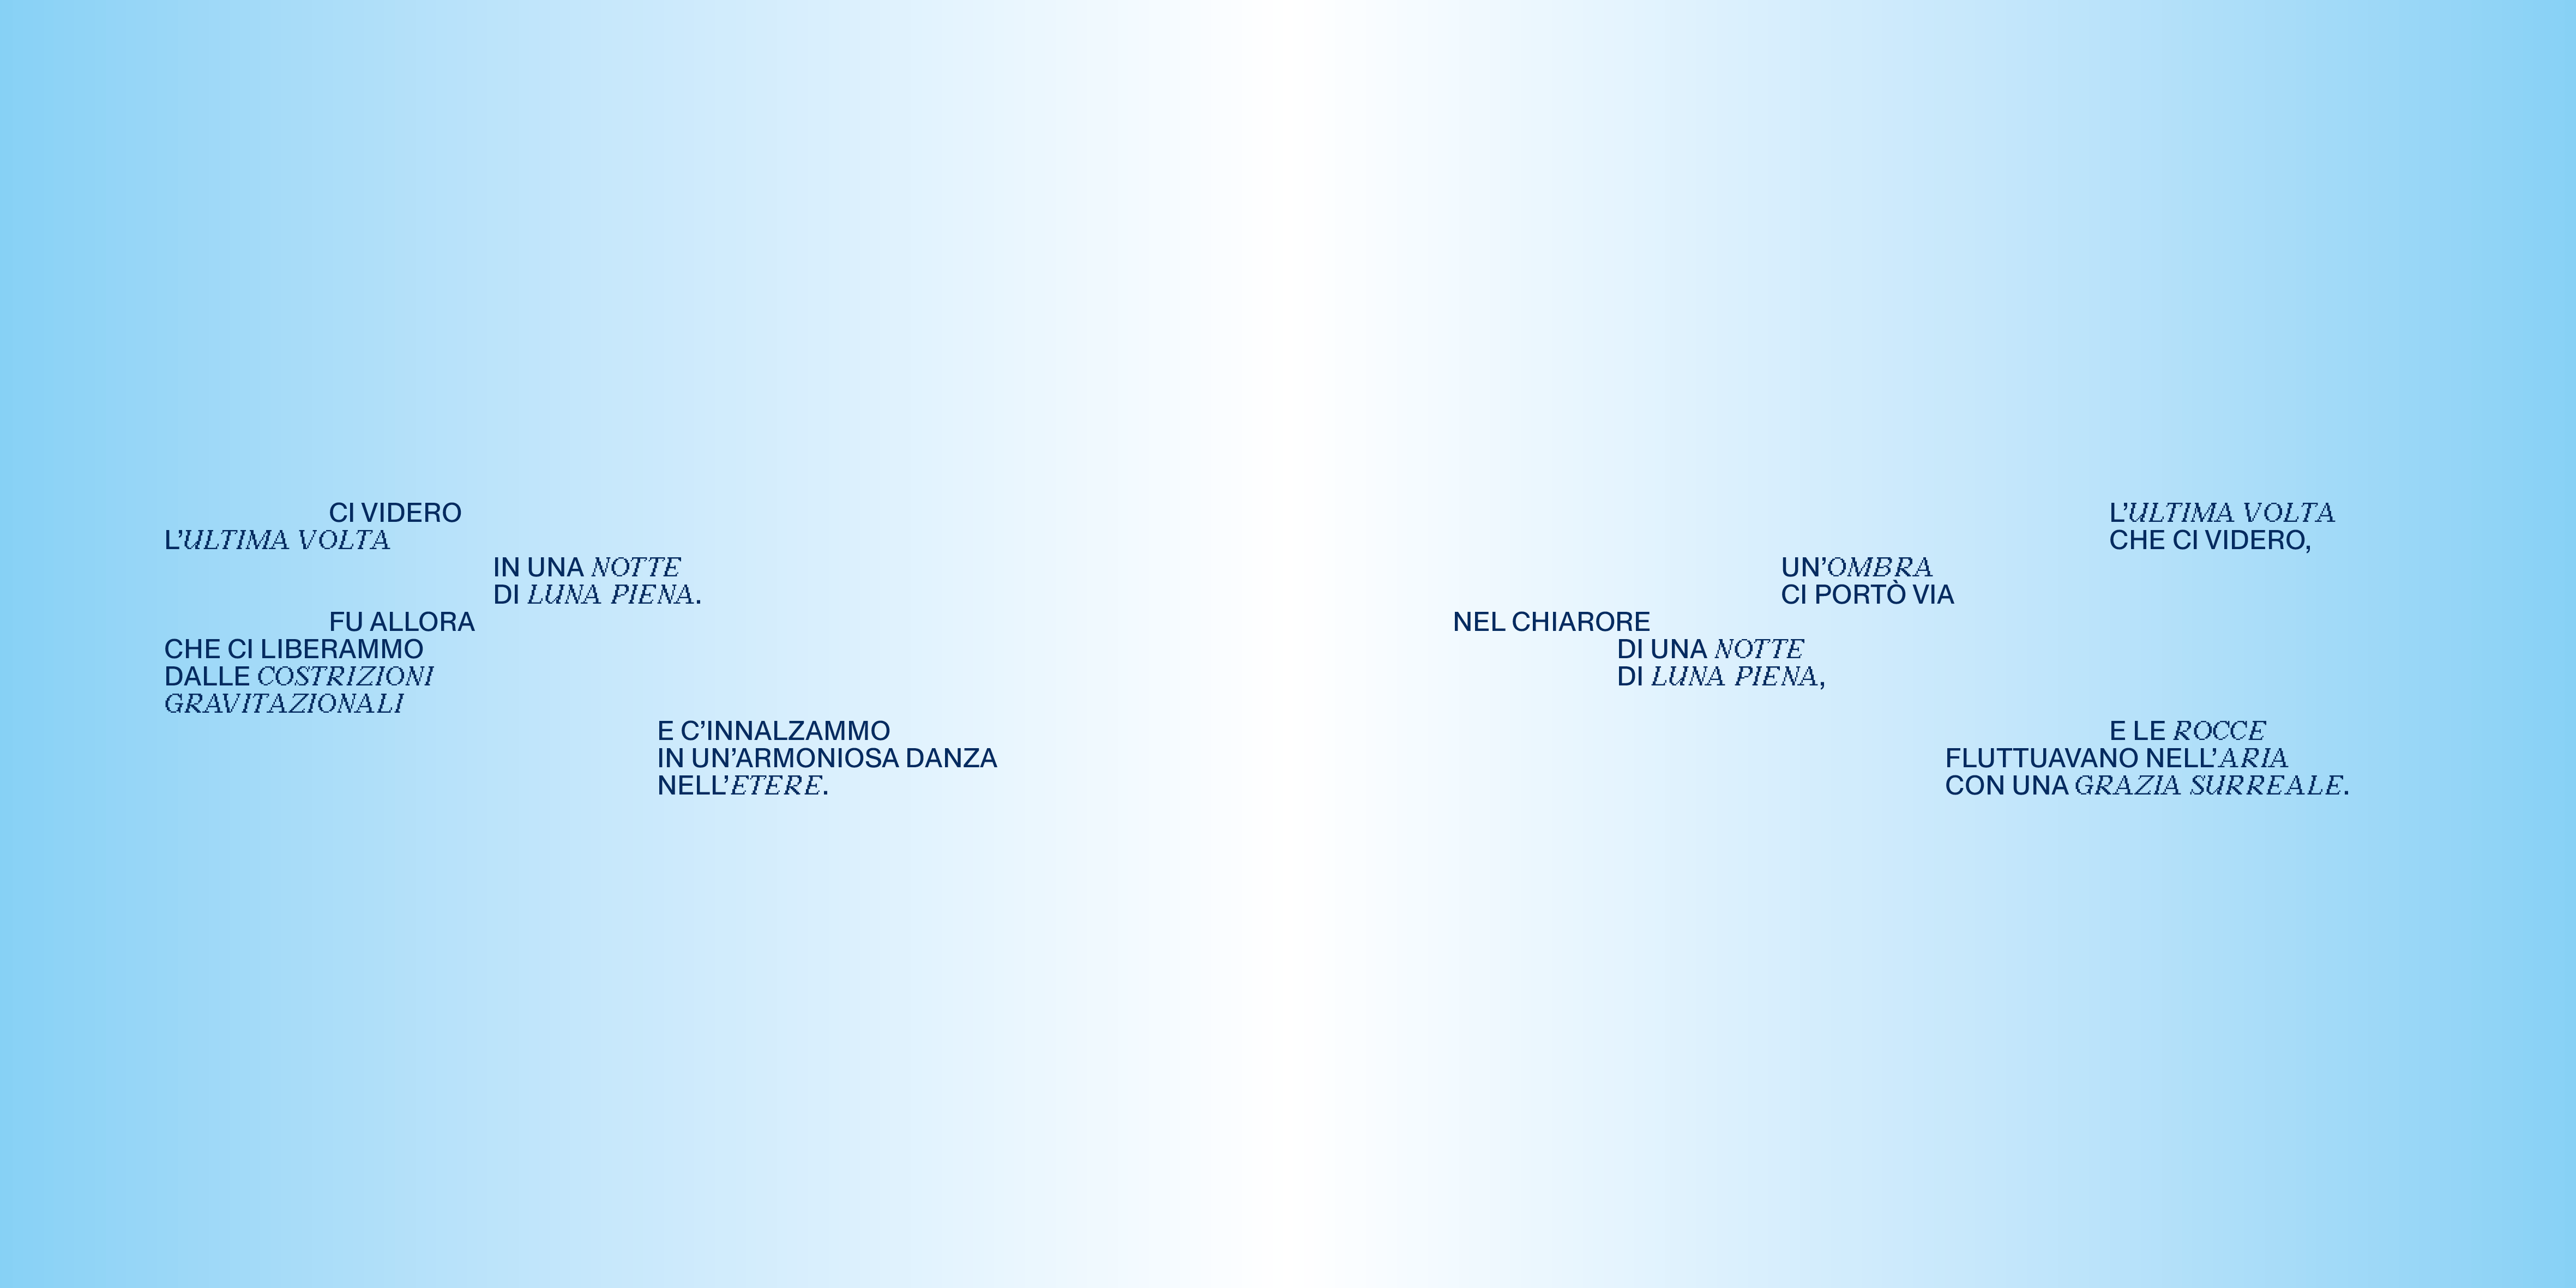 CI VIDERO
L’ULTIMA VOLTA
IN UNA NOTTE
DI LUNA PIENA.
FU ALLORA
CHE CI LIBERAMMO
DALLE COSTRIZIONI
GRAVITAZIONALI
E C’INNALZAMMO
IN UN’ARMONIOSA DANZA
NELL’ETERE.
L’ULTIMA VOLTA
CHE CI VIDERO,
UN’OMBRA
CI PORTÒ VIA
NEL CHIARORE
DI UNA NOTTE
DI LUNA PIENA,
E LE ROCCE
FLUTTUAVANO NELL’ARIA
CON UNA GRAZIA SURREALE.